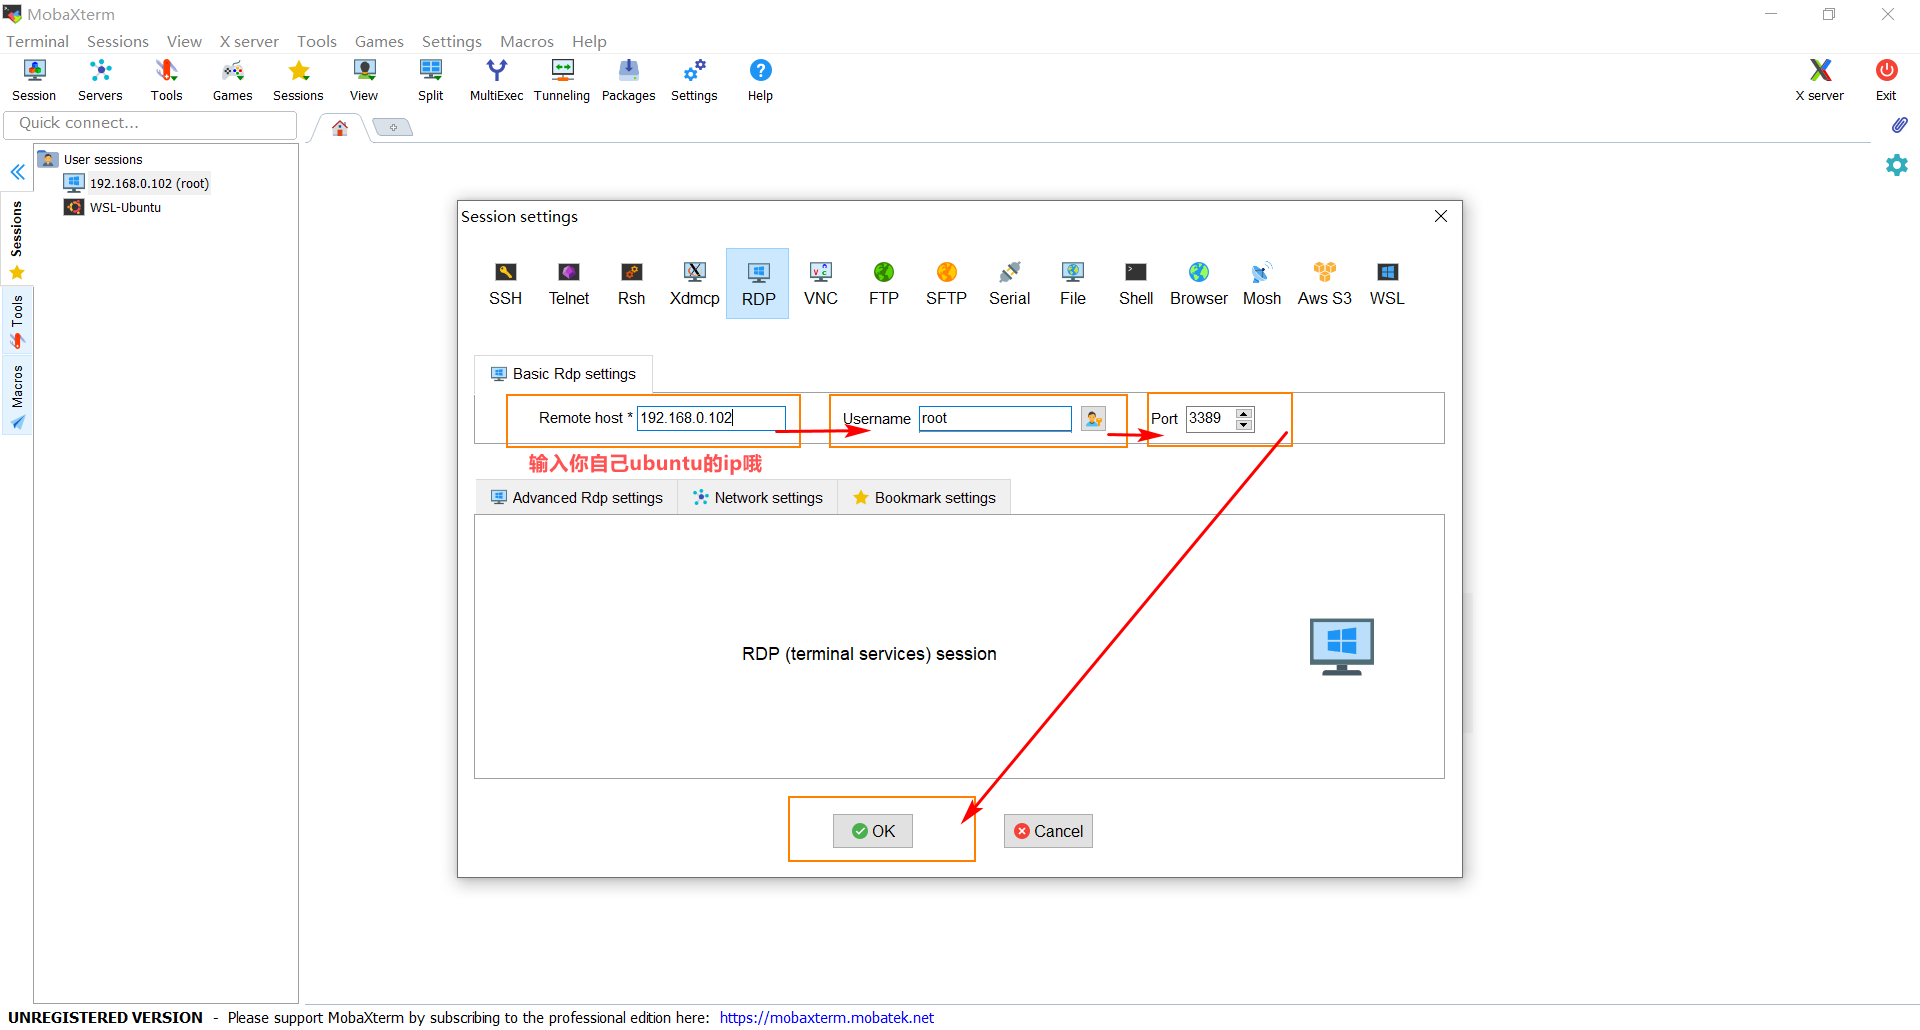 MobaXterm
Terminal Sessions View X server Tools Games Settings Macros Help
Session Servers Tools Games Sessions View Split MultiExec Tunneling Packages Settings Help X server Exit
Quick connect...
User sessions
192.168.0.102 (root)
WSL-Ubuntu
Sessions
Tools
Macros
Session settings
SSH Telnet Rsh Xdmcp RDP VNC FTP SFTP Serial File Shell Browser Mosh Aws S3 WSL
Basic Rdp settings
Remote host * 192.168.0.102 Username root Port 3389
输入你自己ubuntu的ip哦
Advanced Rdp settings Network settings Bookmark settings
RDP (terminal services) session
OK Cancel
UNREGISTERED VERSION - Please support MobaXterm by subscribing to the professional edition here: https://mobaxterm.mobatek.net